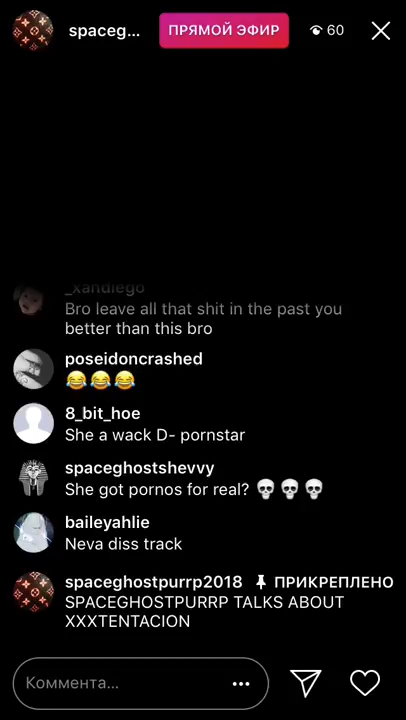 spaceg...
ПРЯМОЙ ЭФИР
60
_xandiego
Bro leave all that shit in the past you
better than this bro
poseidoncrashed
😂😂😂
8_bit_hoe
She a wack D- pornstar
spaceghostshevvy
She got pornos for real? 💀💀💀
baileyahlie
Neva diss track
spaceghostpurrp2018 📌 ПРИКРЕПЛЕНО
SPACEGHOSTPURRP TALKS ABOUT
XXXTENTACION
Коммента...